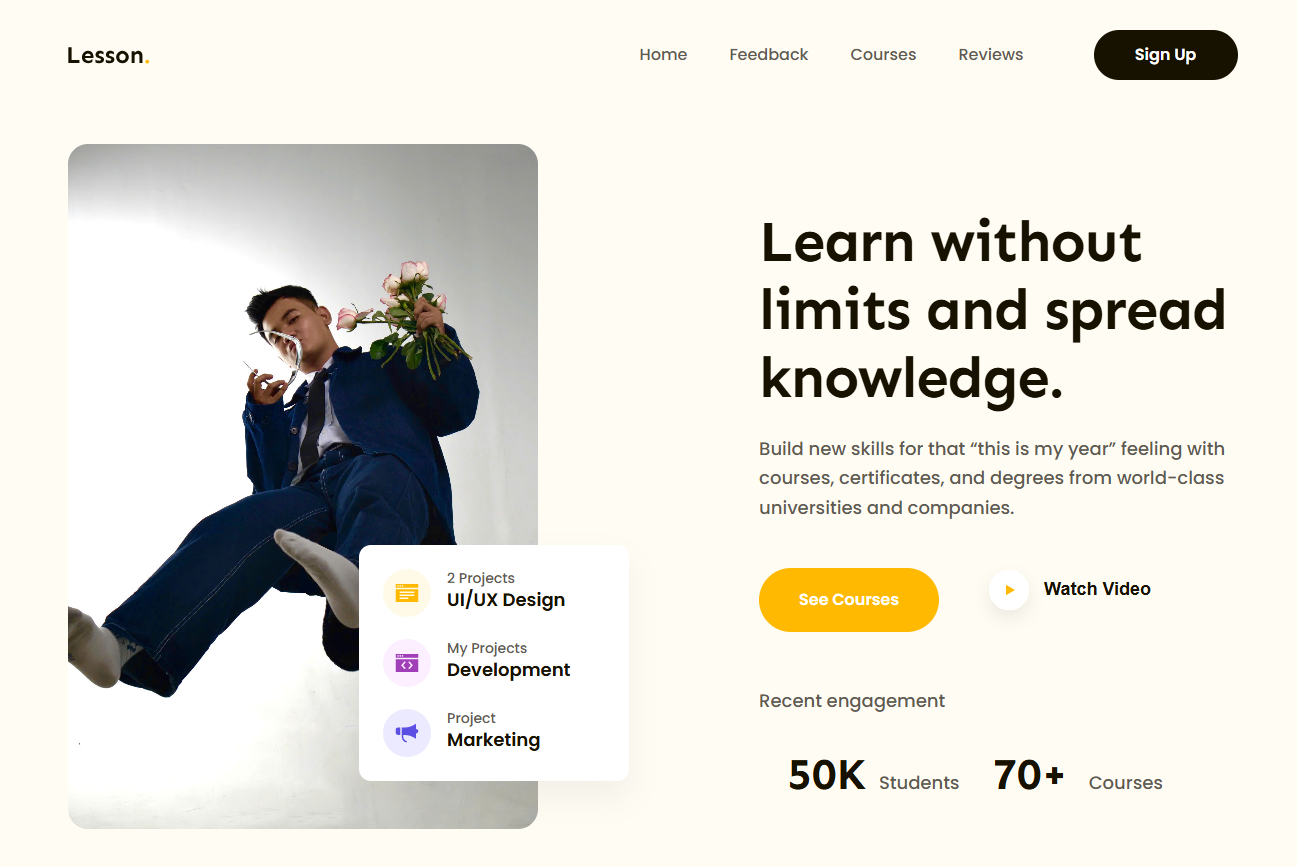 Lesson.
Home Feedback Courses Reviews Sign Up
Learn without
limits and spread
knowledge.
Build new skills for that “this is my year” feeling with
courses, certificates, and degrees from world-class
universities and companies.
See Courses Watch Video
2 Projects
UI/UX Design
My Projects
Development
Project
Marketing
Recent engagement
50K Students 70+ Courses